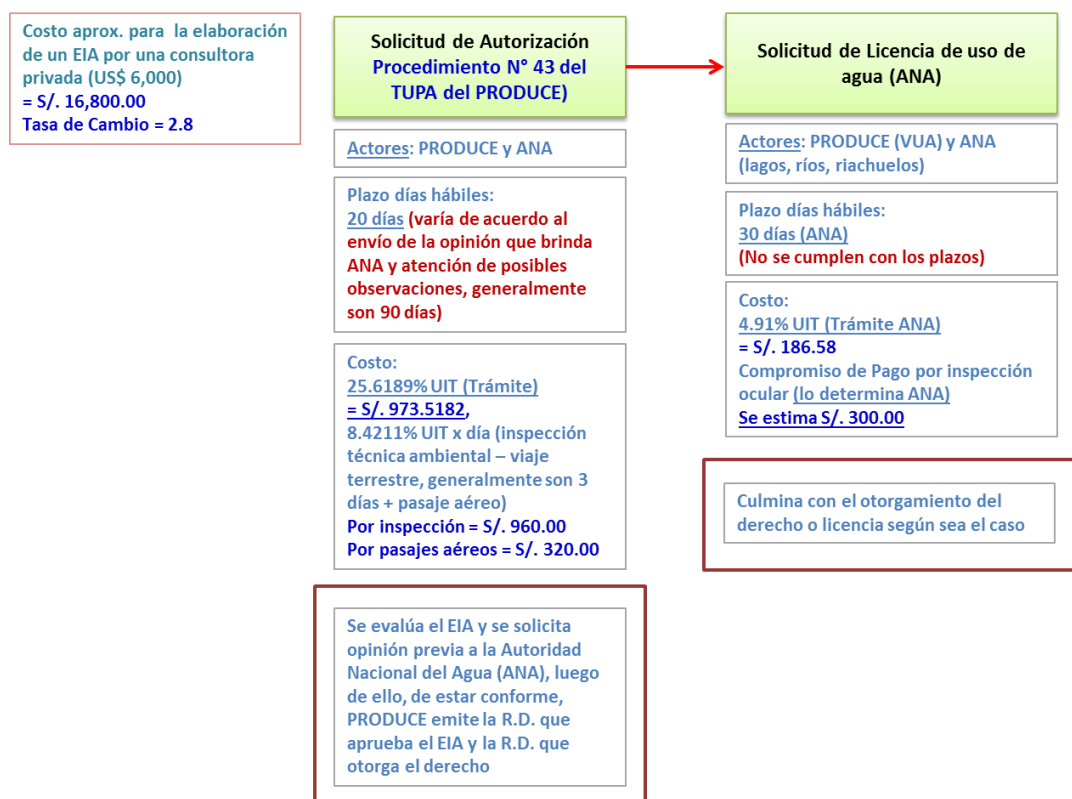 Costo aprox. para la elaboración
de un EIA por una consultora
privada (US$ 6,000)
= S/. 16,800.00
Tasa de Cambio = 2.8
Solicitud de Autorización
Procedimiento N° 43 del
TUPA del PRODUCE)
Actores: PRODUCE y ANA
Plazo días hábiles:
20 días (varía de acuerdo al
envío de la opinión que brinda
ANA y atención de posibles
observaciones, generalmente
son 90 días)
Costo:
25.6189% UIT (Trámite)
= S/. 973.5182,
8.4211% UIT x día (inspección
técnica ambiental – viaje
terrestre, generalmente son 3
días + pasaje aéreo)
Por inspección = S/. 960.00
Por pasajes aéreos = S/. 320.00
Se evalúa el EIA y se solicita
opinión previa a la Autoridad
Nacional del Agua (ANA), luego
de ello, de estar conforme,
PRODUCE emite la R.D. que
aprueba el EIA y la R.D. que
otorga el derecho
Solicitud de Licencia de uso de
agua (ANA)
Actores: PRODUCE (VUA) y ANA
(lagos, ríos, riachuelos)
Plazo días hábiles:
30 días (ANA)
(No se cumplen con los plazos)
Costo:
4.91% UIT (Trámite ANA)
= S/. 186.58
Compromiso de Pago por inspección
ocular (lo determina ANA)
Se estima S/. 300.00
Culmina con el otorgamiento del
derecho o licencia según sea el caso